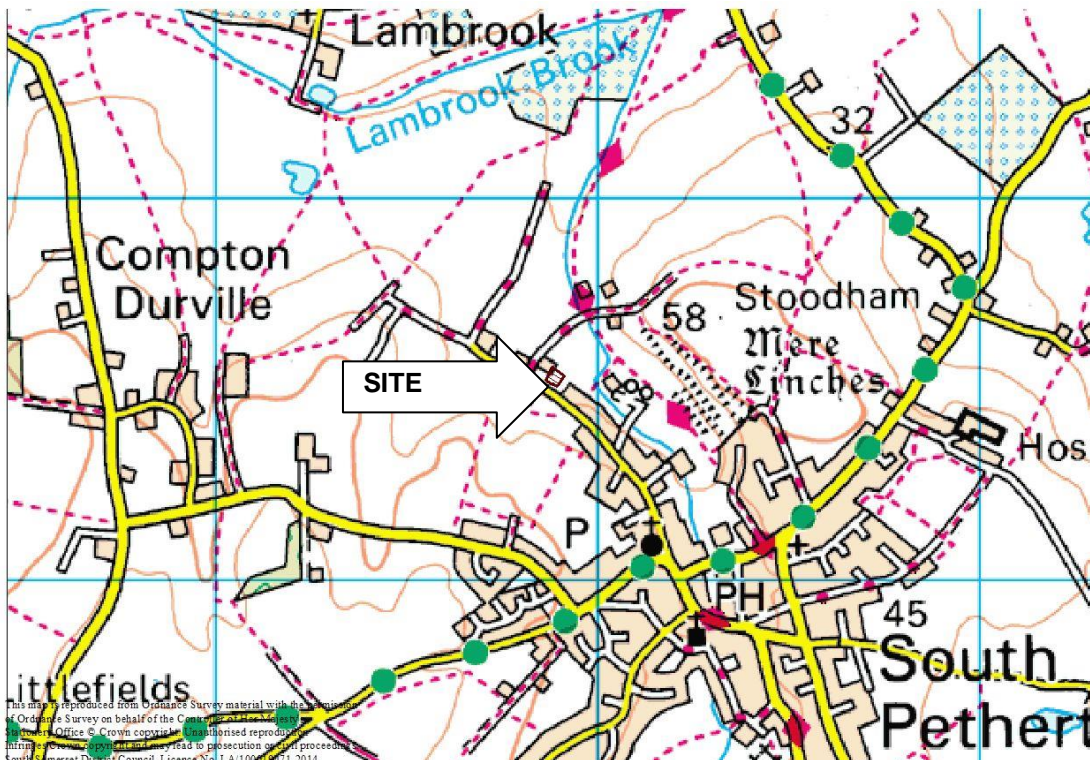 Lambrook
Lambrook Brook
32
Compton
Durville
58
Stoodham
Mere
Linches
SITE
Hos
P
PH
45
South
Pethert
Littlefields
This map is reproduced from Ordnance Survey material with the permission
of Ordnance Survey on behalf of the Controller of Her Majesty's
Stationery Office © Crown copyright. Unauthorised reproduction
infringes Crown copyright and may lead to prosecution or civil proceedings
South Somerset District Council. Licence No. LA/100019471-2014